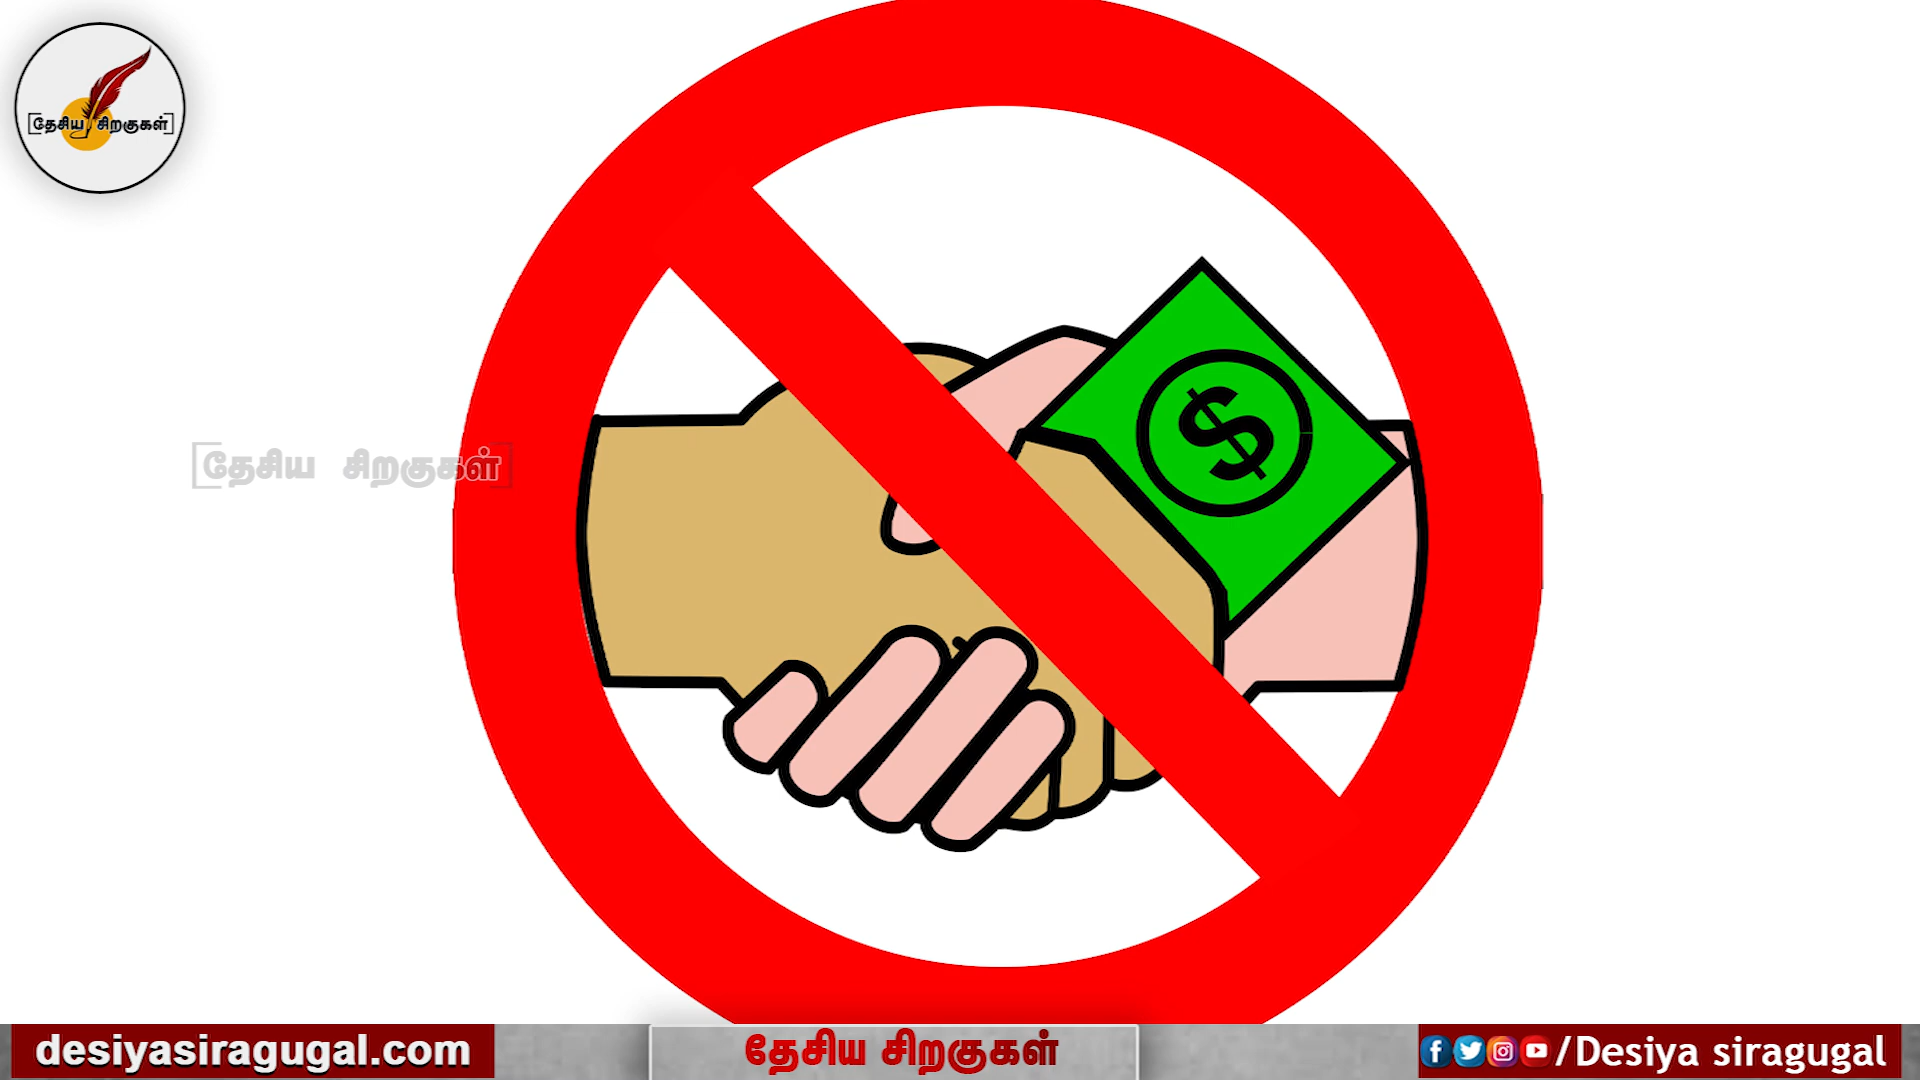 தேசிய சிறகுகள்
$
தேசிய சிறகுகள்
desiyasiragugal.com
தேசிய சிறகுகள்
/Desiya siragugal